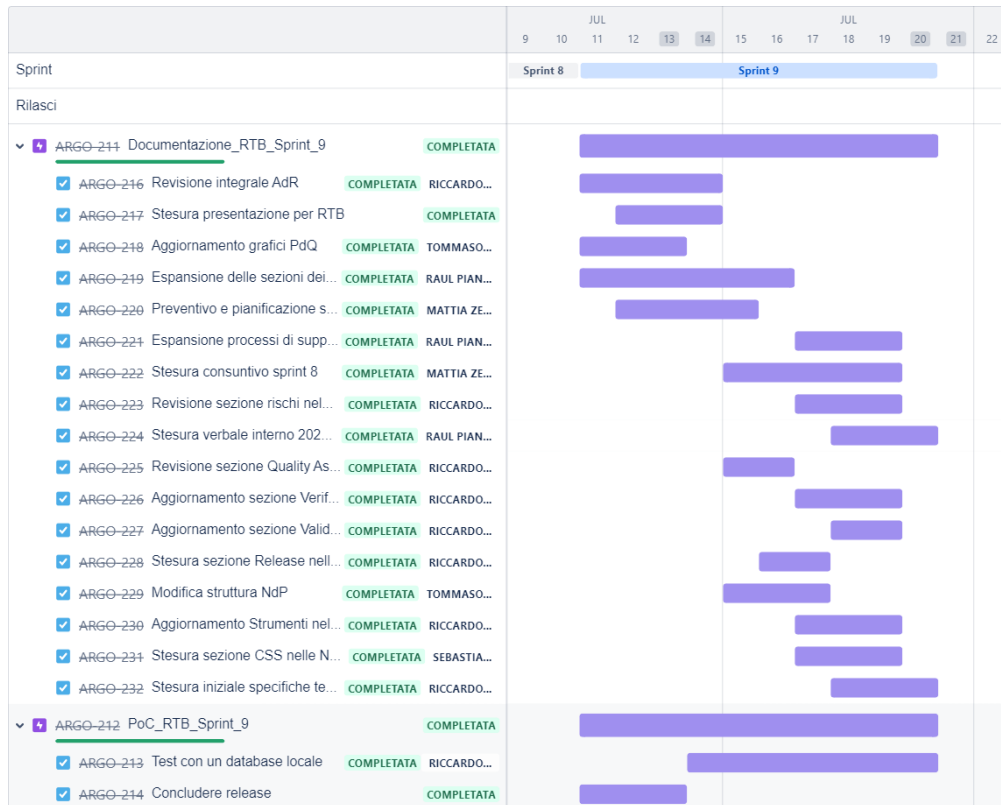 JUL JUL
9 10 11 12 13 14 15 16 17 18 19 20 21 22
Sprint Sprint 8 Sprint 9
Rilasci
ARGO-211 Documentazione_RTB_Sprint_9 COMPLETATA
ARGO-216 Revisione integrale AdR COMPLETATA RICCARDO...
ARGO-217 Stesura presentazione per RTB COMPLETATA
ARGO-218 Aggiornamento grafici PdQ COMPLETATA TOMMASO...
ARGO-219 Espansione delle sezioni dei... COMPLETATA RAUL PIAN...
ARGO-220 Preventivo e pianificazione s... COMPLETATA MATTIA ZE...
ARGO-221 Espansione processi di supp... COMPLETATA RAUL PIAN...
ARGO-222 Stesura consuntivo sprint 8 COMPLETATA MATTIA ZE...
ARGO-223 Revisione sezione rischi nel... COMPLETATA RICCARDO...
ARGO-224 Stesura verbale interno 202... COMPLETATA RAUL PIAN...
ARGO-225 Revisione sezione Quality As... COMPLETATA RICCARDO...
ARGO-226 Aggiornamento sezione Verif... COMPLETATA RICCARDO...
ARGO-227 Aggiornamento sezione Valid... COMPLETATA RICCARDO...
ARGO-228 Stesura sezione Release nell... COMPLETATA RICCARDO...
ARGO-229 Modifica struttura NdP COMPLETATA TOMMASO...
ARGO-230 Aggiornamento Strumenti nel... COMPLETATA RICCARDO...
ARGO-231 Stesura sezione CSS nelle N... COMPLETATA SEBASTIA...
ARGO-232 Stesura iniziale specifiche te... COMPLETATA RICCARDO...
ARGO-212 PoC_RTB_Sprint_9 COMPLETATA
ARGO-213 Test con un database locale COMPLETATA RICCARDO...
ARGO-214 Concludere release COMPLETATA